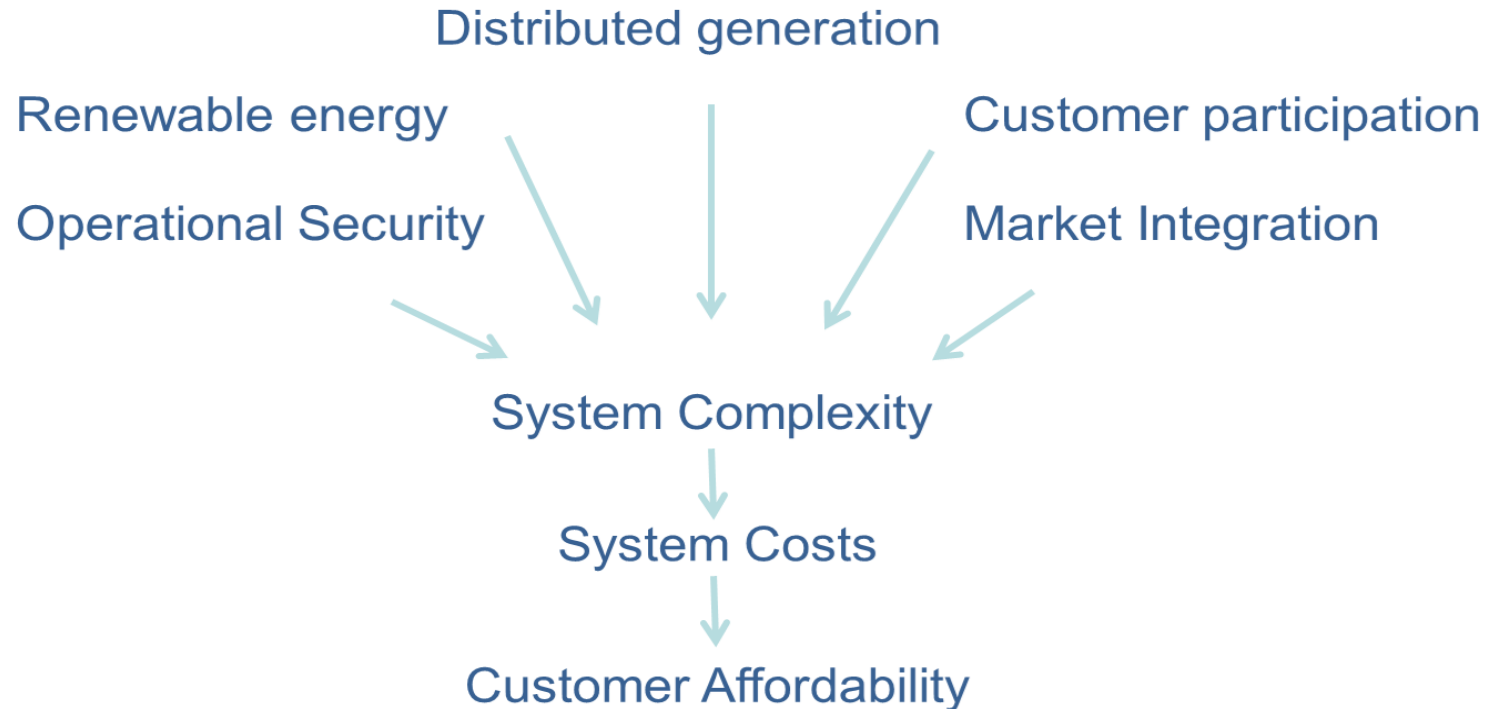 Distributed generation
Renewable energy
Customer participation
Operational Security
Market Integration
System Complexity
System Costs
Customer Affordability